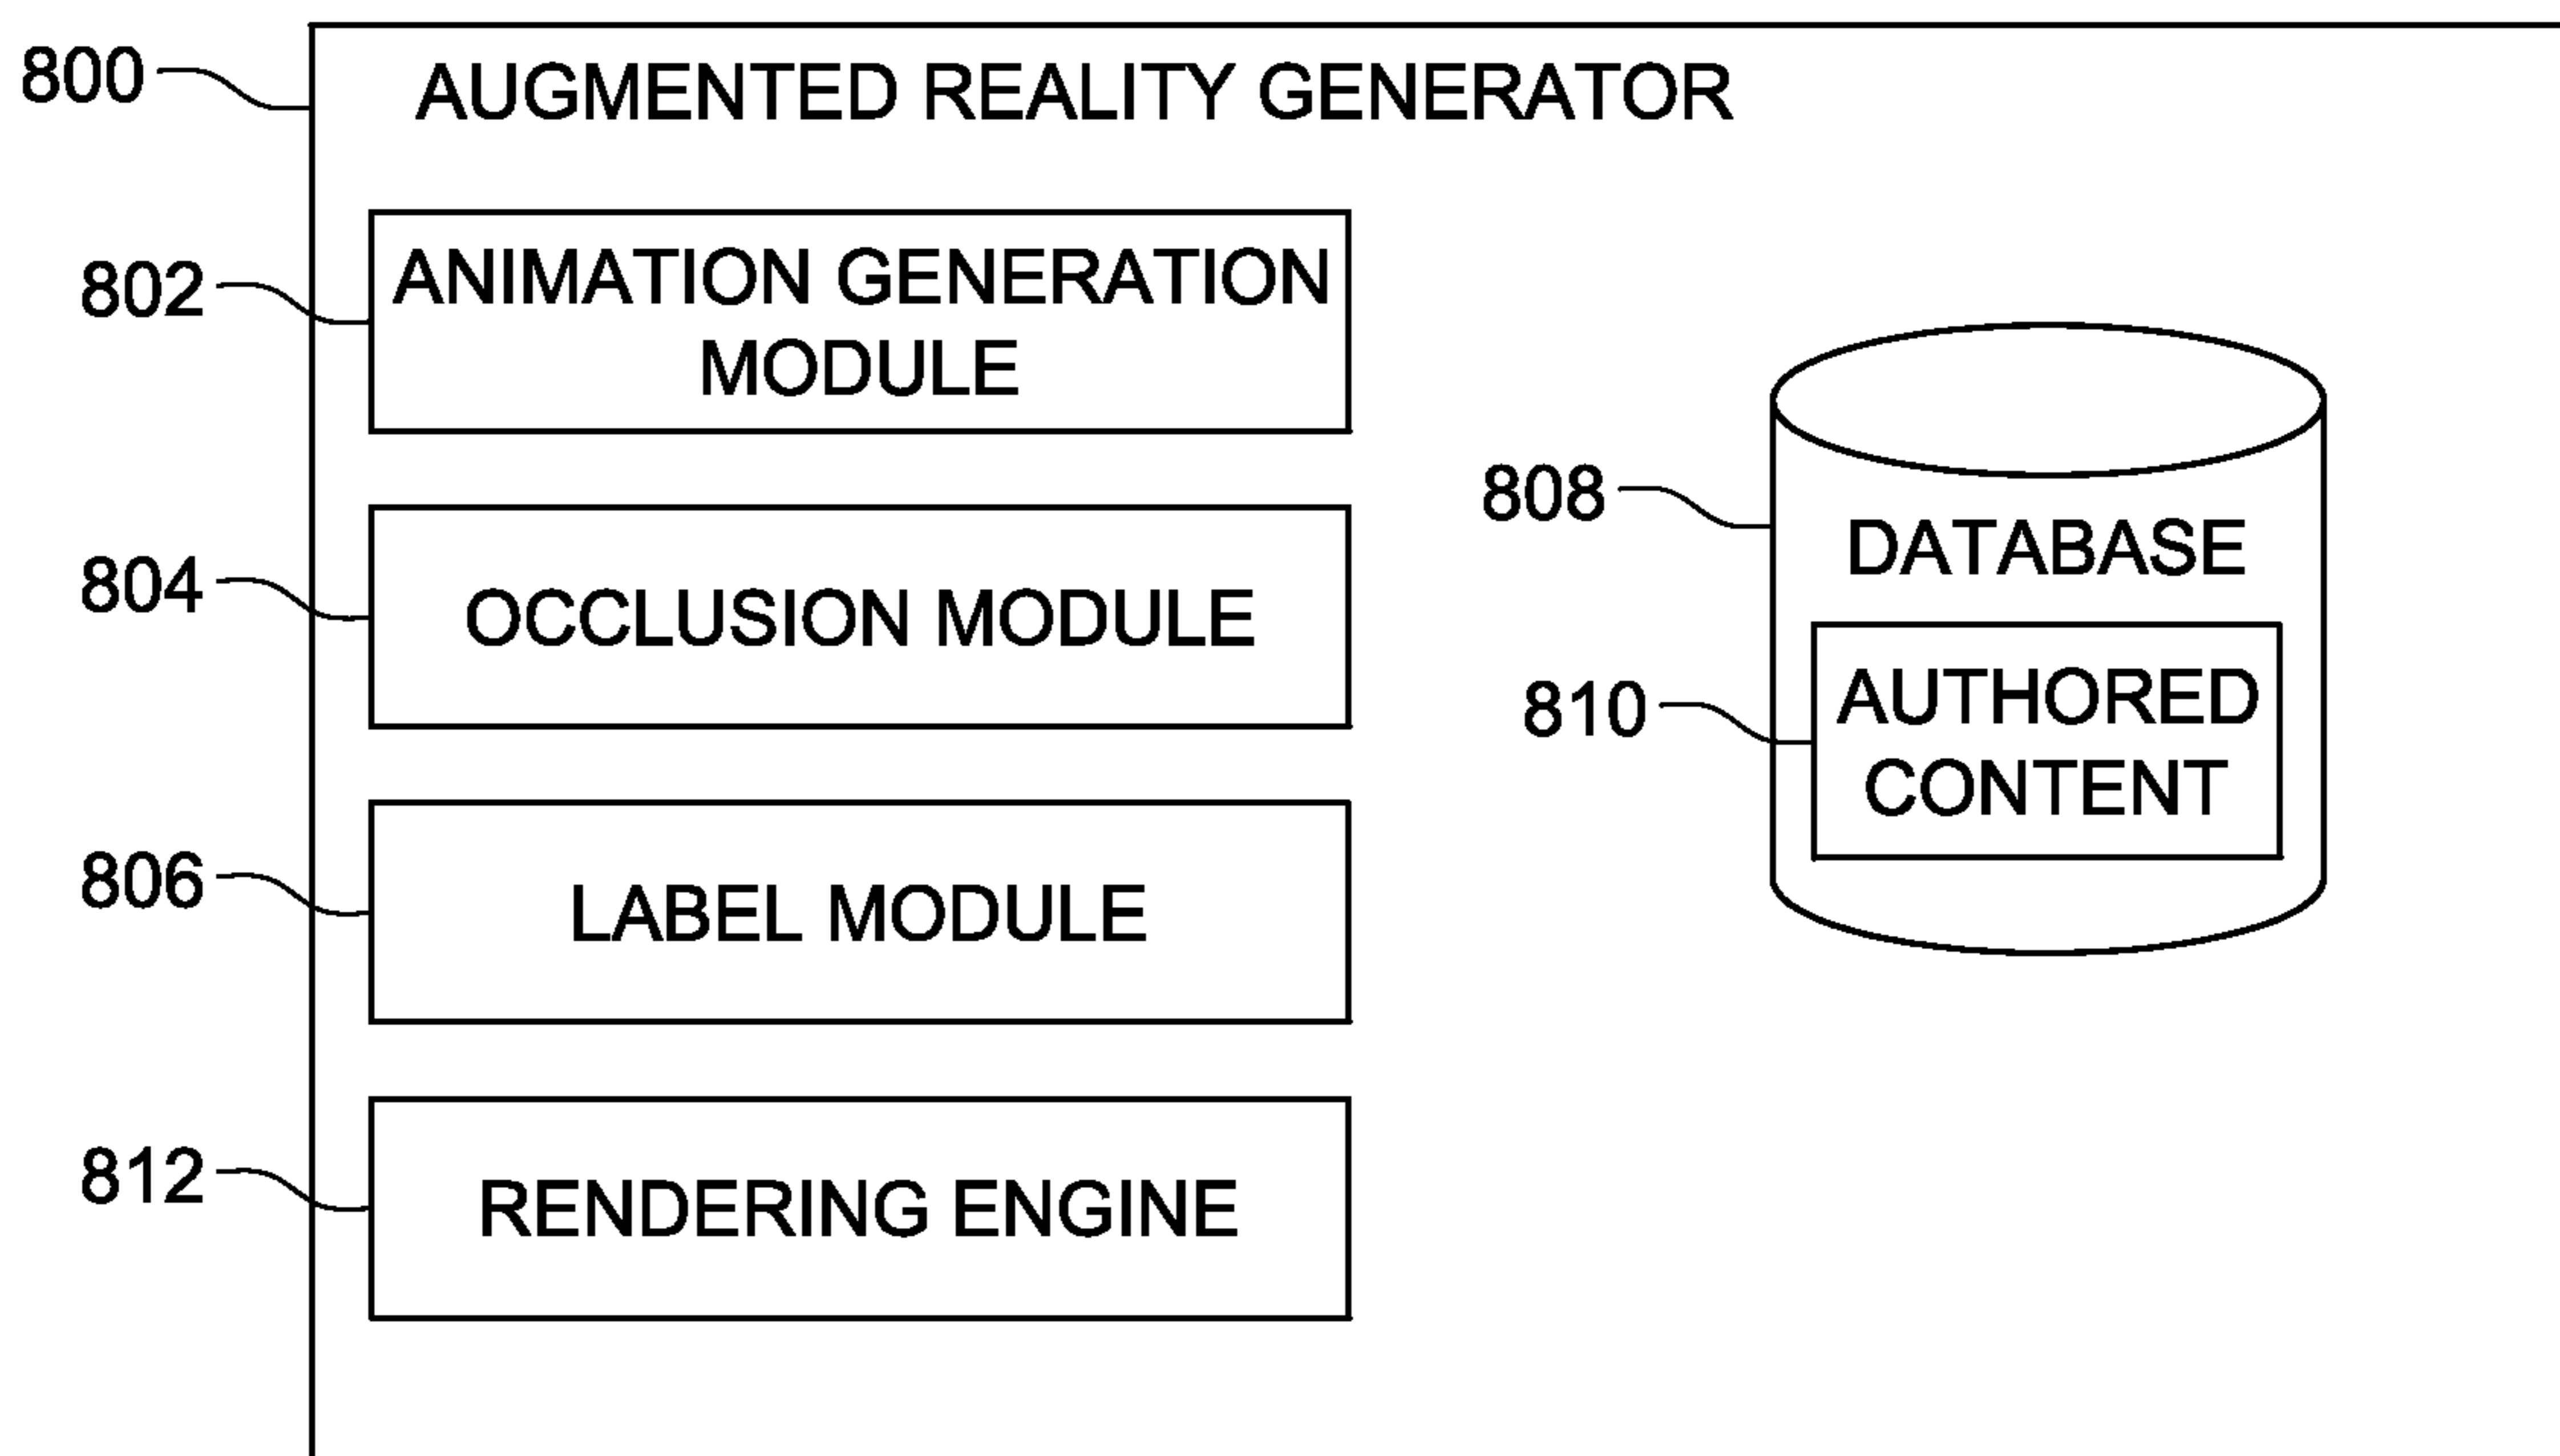 800
AUGMENTED REALITY GENERATOR
802
ANIMATION GENERATION
MODULE
804
OCCLUSION MODULE
806
LABEL MODULE
812
RENDERING ENGINE
808
DATABASE
810
AUTHORED
CONTENT